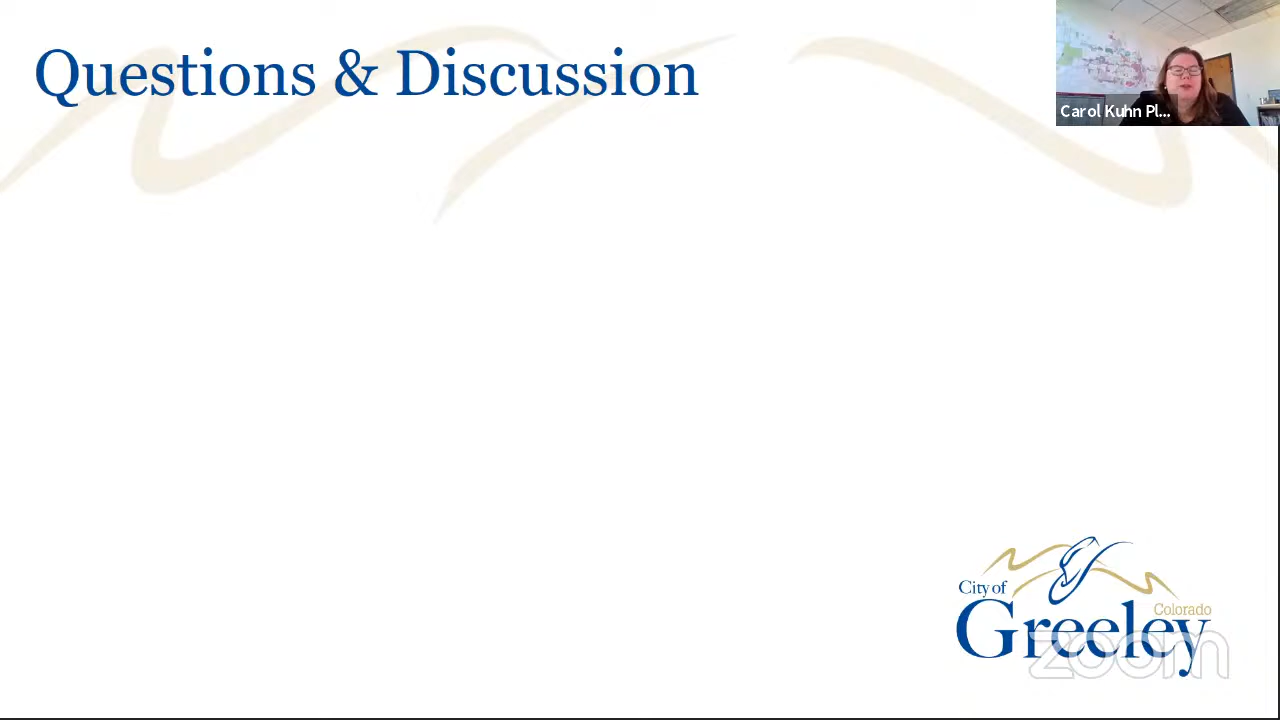 Questions & Discussion
Carol Kuhn Pl...
City of
Colorado
Greeley
zoom